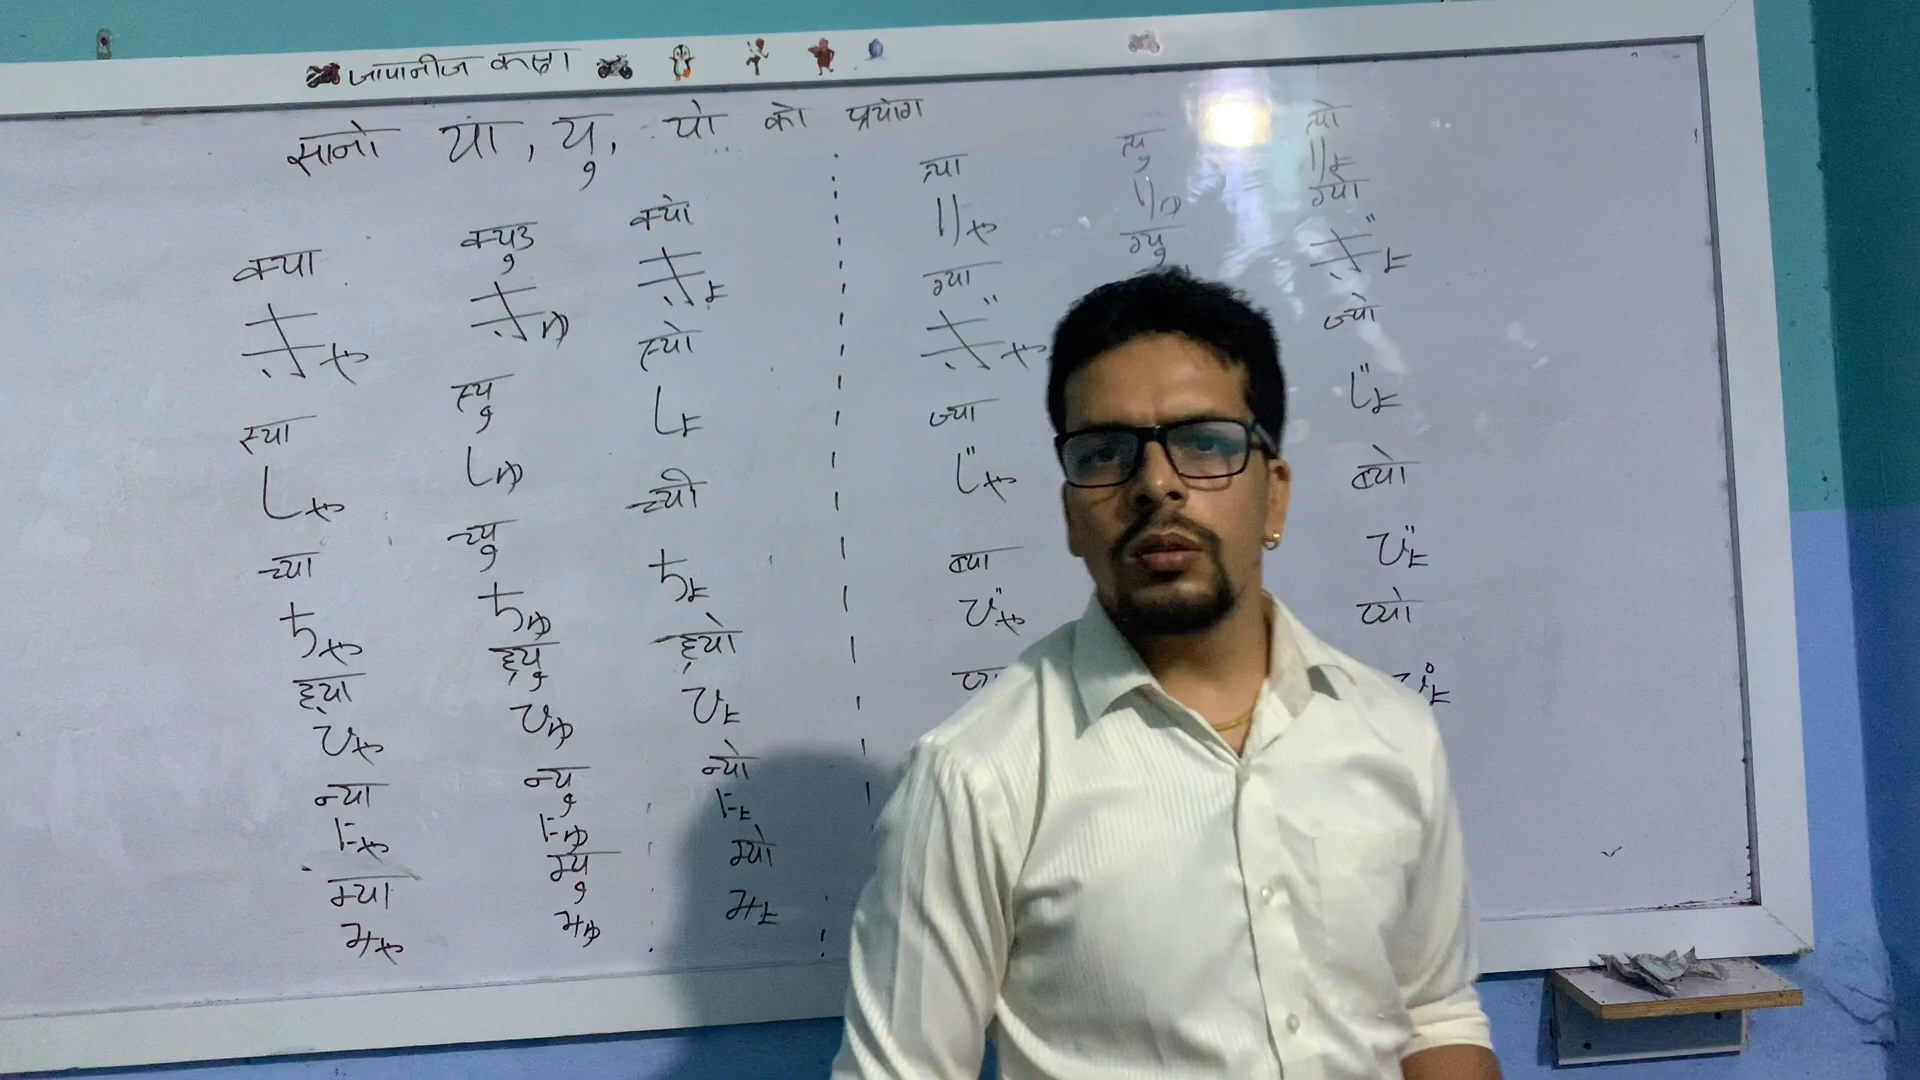 जापानीज कक्षा
सानो या, यु, यो को प्रयोग
क्या क्युउ क्यो
きゃ きゅ きょ
स्या स्यु स्यो
しゃ しゅ しょ
च्या च्यु च्यो
ちゃ ちゅ ちょ
ह्या ह्यु ह्यो
ひゃ ひゅ ひょ
न्या न्यु न्यो
にゃ にゅ にょ
म्या म्यु म्यो
みゃ みゅ みょ
त्यु त्यो
りゃ りゅ りょ
ग्या ग्यु ग्यो
ぎゃ ぎょ
ज्या ज्यो
じゃ じょ
ब्या ब्यो
びゃ びょ
प्यो
ぴょ